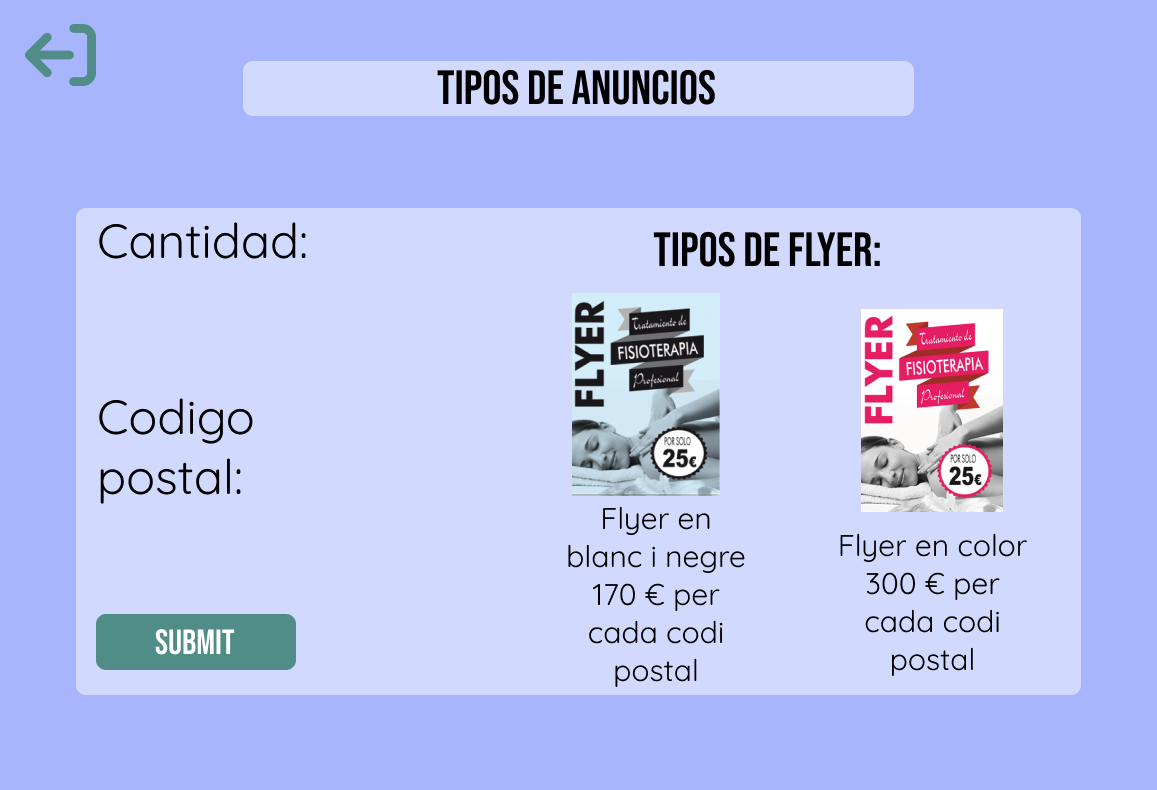 TIPOS DE ANUNCIOS
Cantidad:
Codigo
postal:
SUBMIT
TIPOS DE FLYER:
FLYER
Tratamiento de
FISIOTERAPIA
Profesional
POR SOLO
25€
Flyer en
blanc i negre
170 € per
cada codi
postal
FLYER
Tratamiento de
FISIOTERAPIA
Profesional
POR SOLO
25€
Flyer en color
300 € per
cada codi
postal